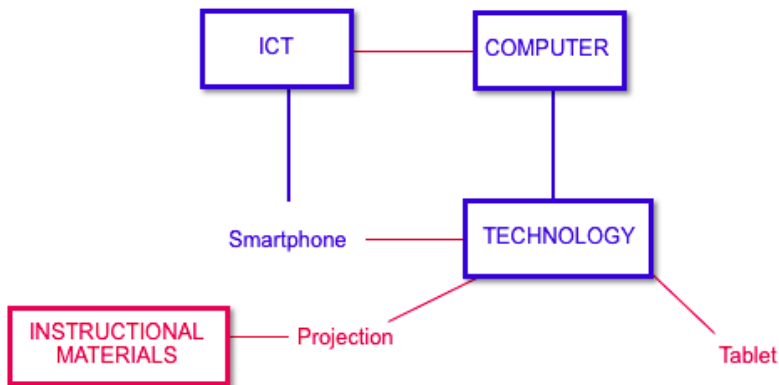 ICT
COMPUTER
Smartphone
TECHNOLOGY
INSTRUCTIONAL
MATERIALS
Projection
Tablet